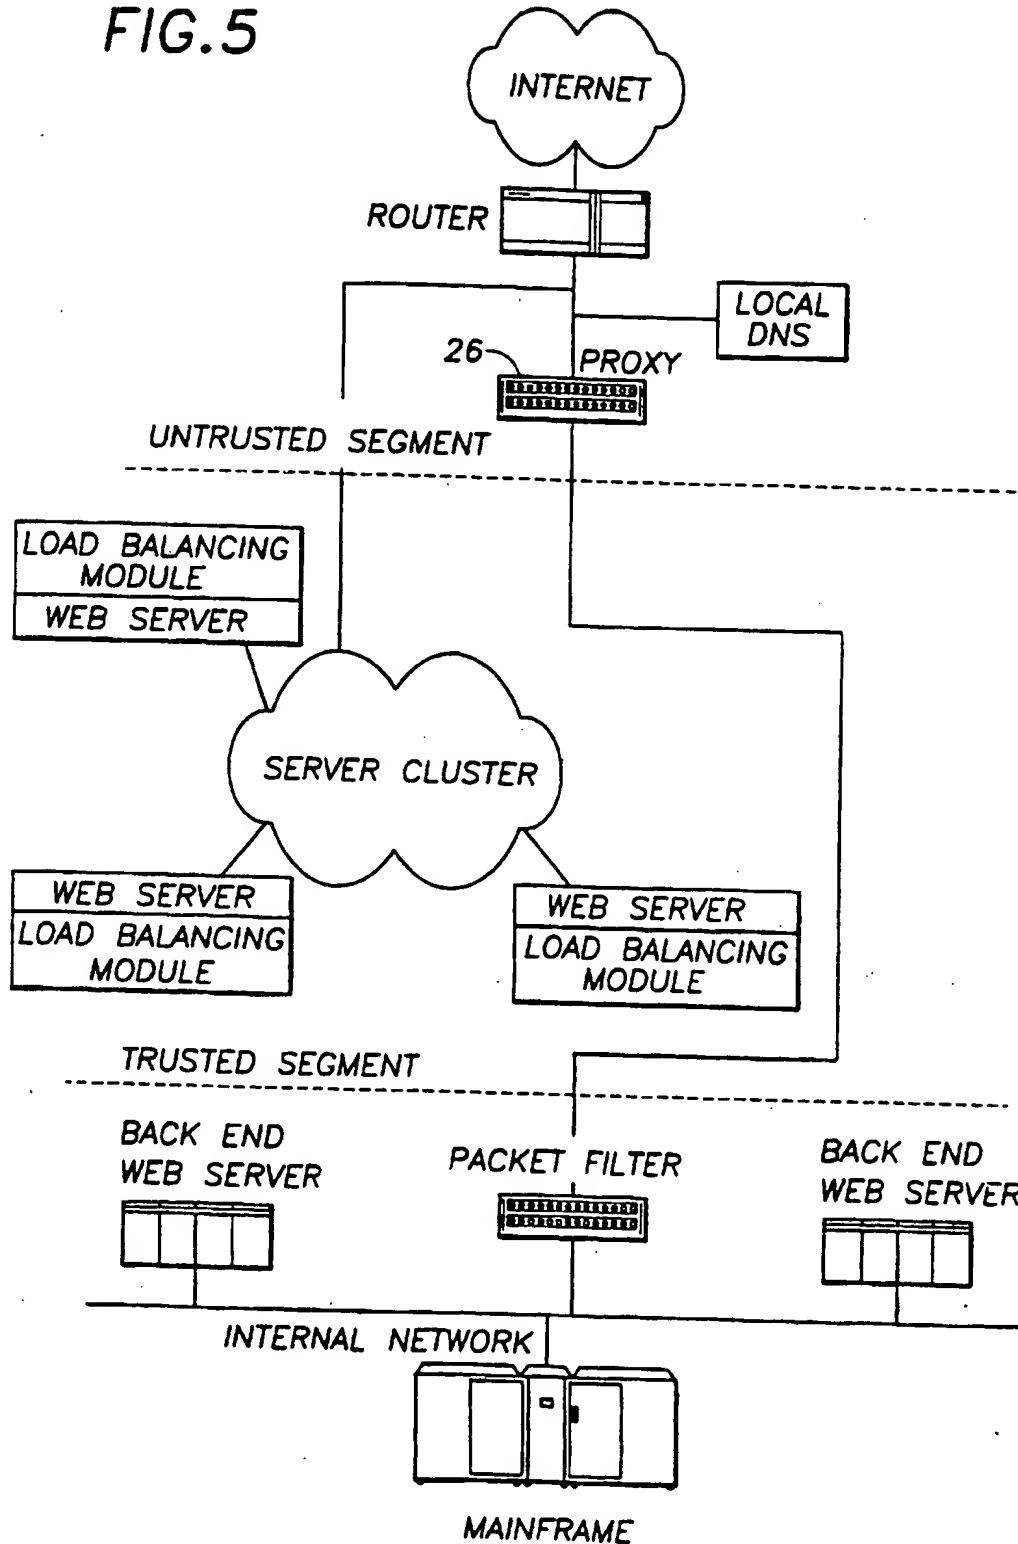 FIG.5
INTERNET
ROUTER
LOCAL
DNS
26
PROXY
UNTRUSTED SEGMENT
LOAD BALANCING
MODULE
WEB SERVER
SERVER CLUSTER
WEB SERVER
LOAD BALANCING
MODULE
WEB SERVER
LOAD BALANCING
MODULE
TRUSTED SEGMENT
BACK END
WEB SERVER
PACKET FILTER
BACK END
WEB SERVER
INTERNAL NETWORK
MAINFRAME